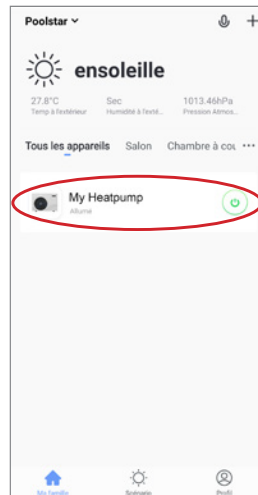 Poolstar
ensoleille
27.8°C Sec 1013.46hPa
Temp à l'extérieur Humidité à l'exté... Pression Atmos...
Tous les appareils Salon Chambre à cou ...
My Heatpump
Allume
Ma famille Scénario Profil